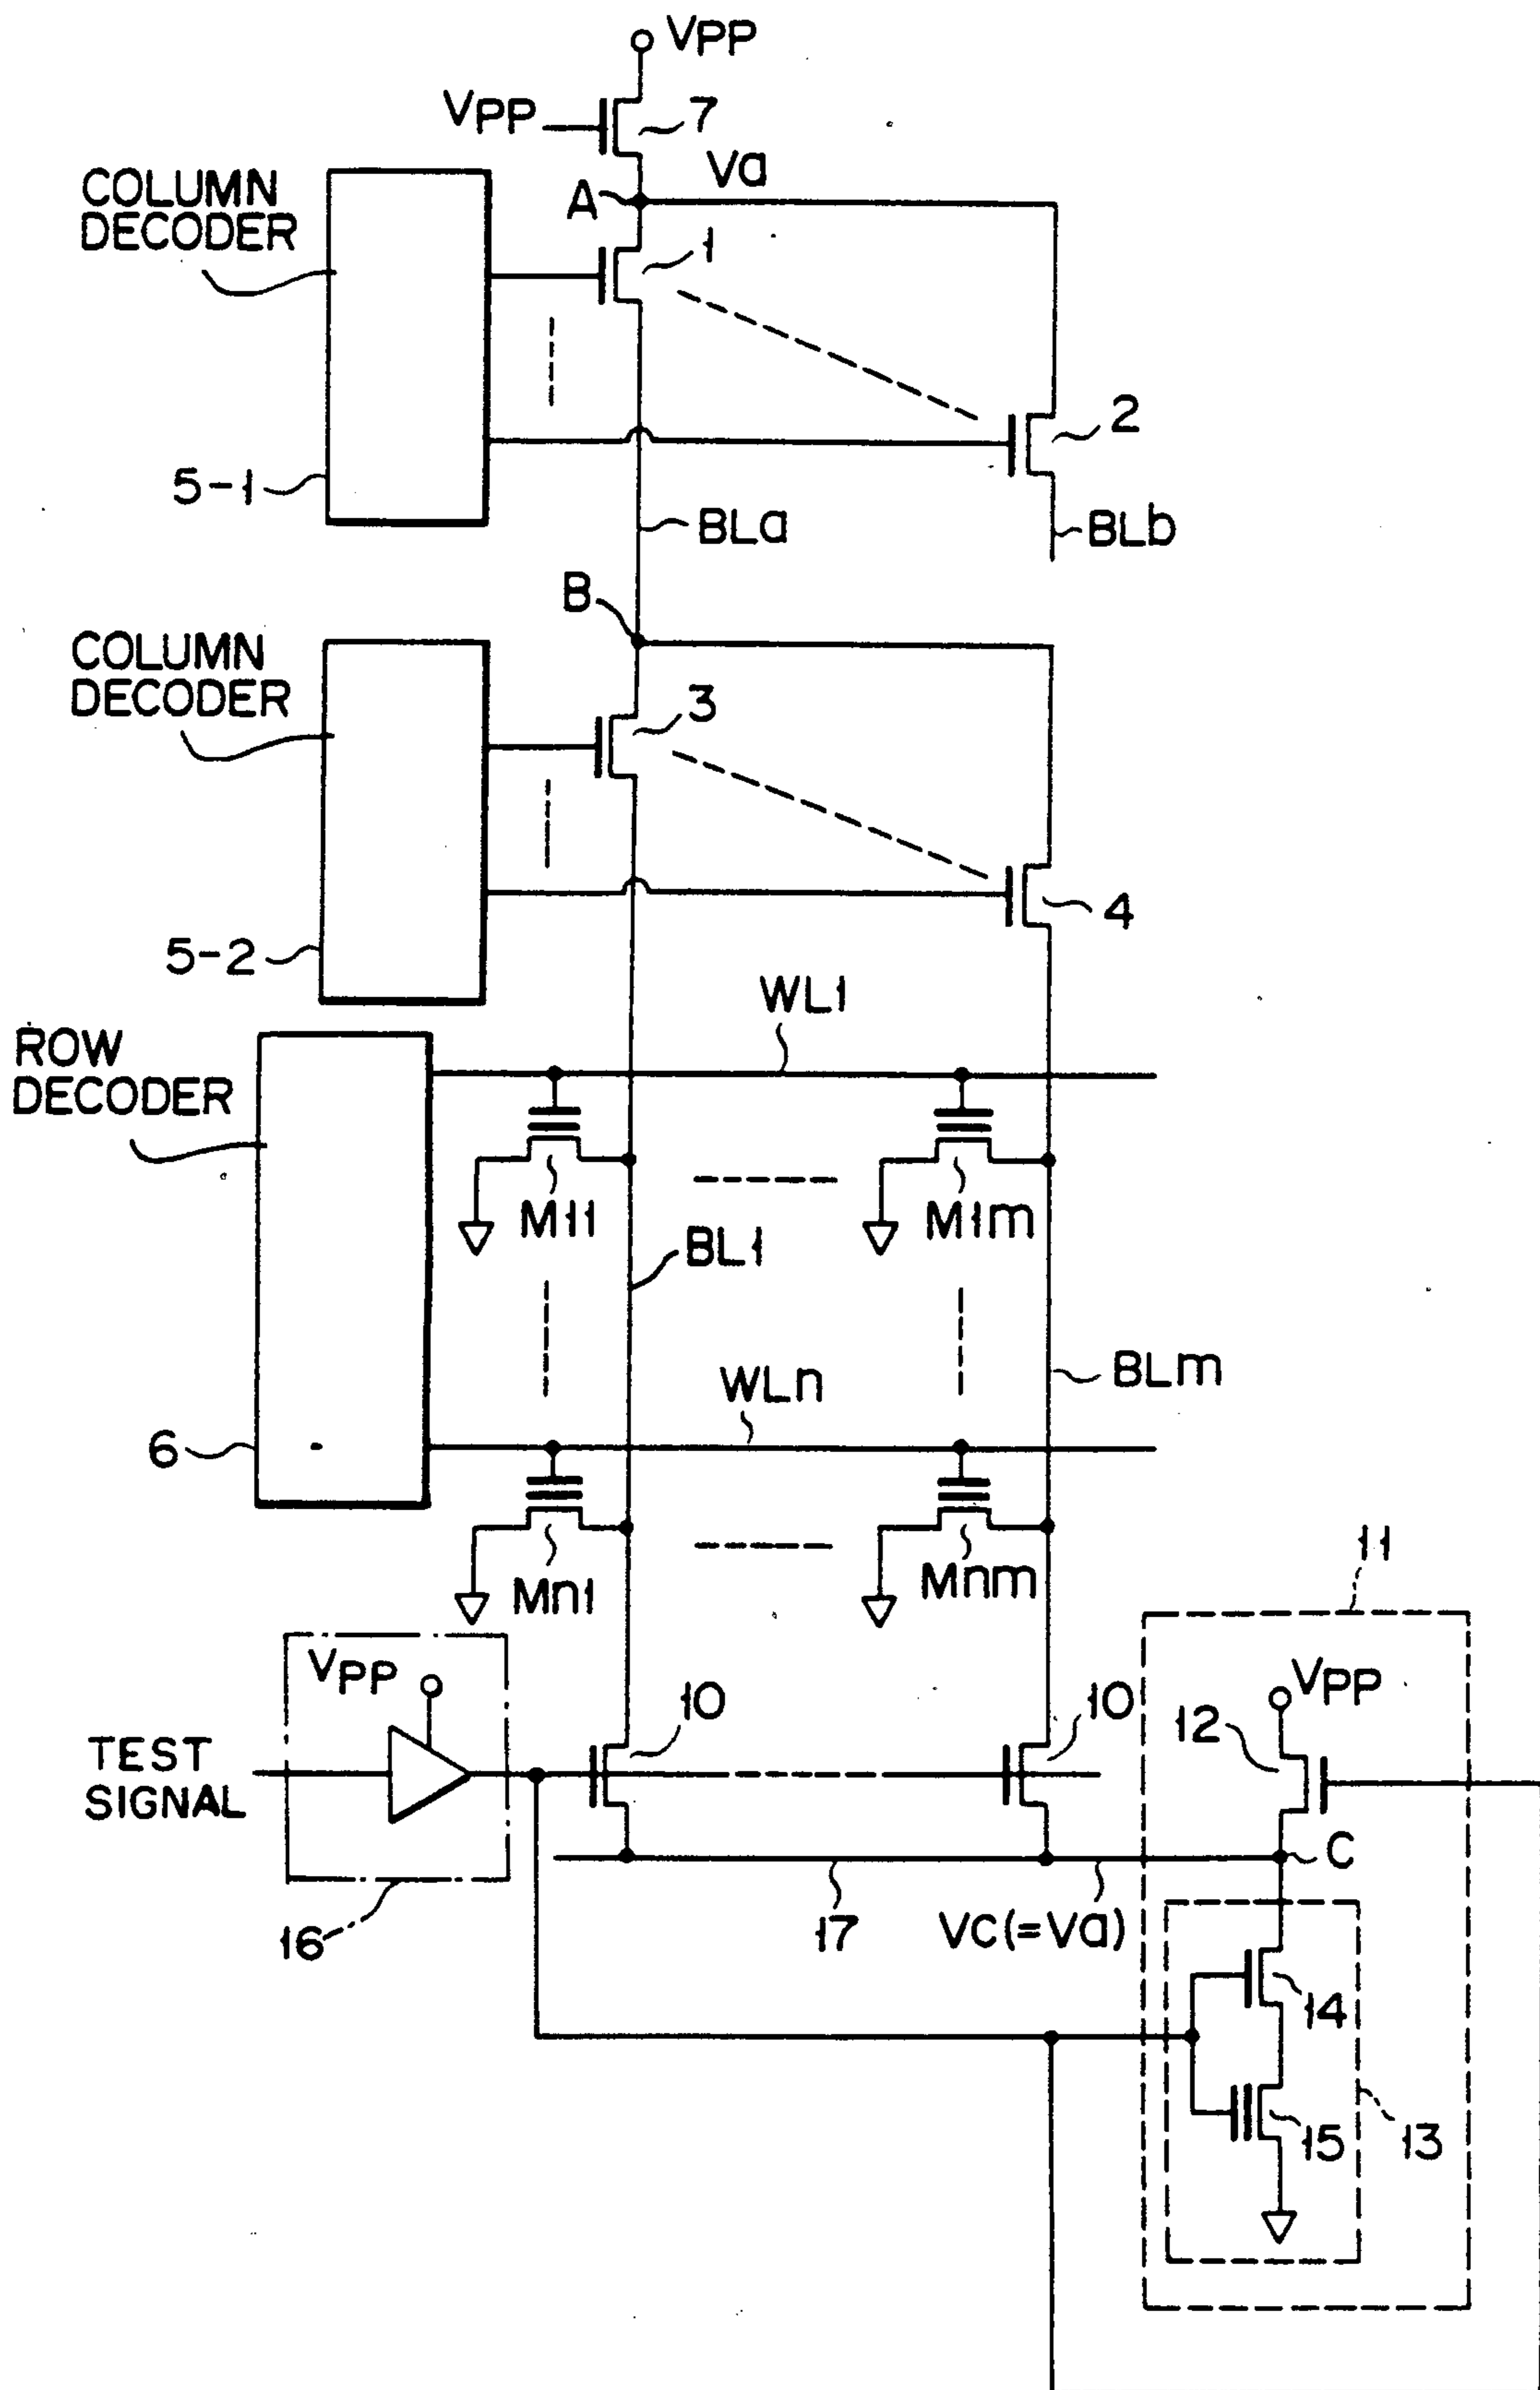 VPP
VPP
7
Va
A
COLUMN
DECODER
1
2
5-1
BLa
BLb
B
COLUMN
DECODER
3
4
5-2
WL1
ROW
DECODER
M11
M1m
BL1
BLm
WLn
6
Mn1
Mnm
11
VPP
VPP
10
10
12
TEST
SIGNAL
C
16
17
VC(=Va)
14
15
13